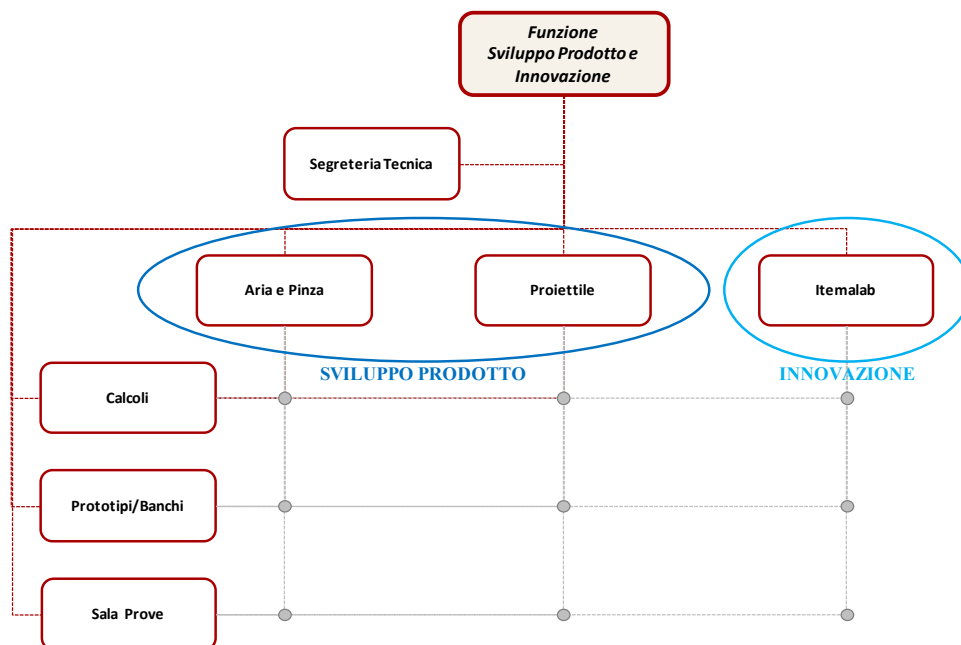 Funzione
Sviluppo Prodotto e
Innovazione
Segreteria Tecnica
Aria e Pinza
Proiettile
Itemalab
SVILUPPO PRODOTTO
INNOVAZIONE
Calcoli
Prototipi/Banchi
Sala Prove